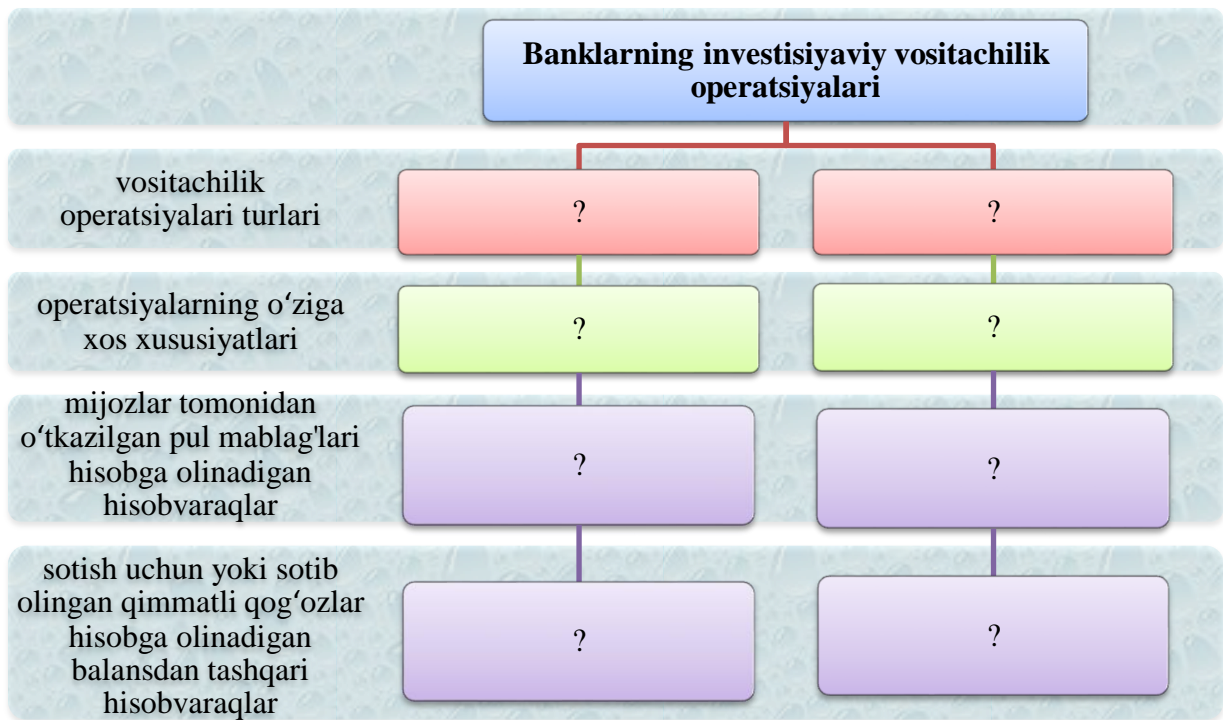 Banklarning investisiyaviy vositachilik
operatsiyalari
vositachilik
operatsiyalari turlari
?
?
operatsiyalarning o‘ziga
xos xususiyatlari
?
?
mijozlar tomonidan
o‘tkazilgan pul mablag'lari
hisobga olinadigan
hisobvaraqlar
?
?
sotish uchun yoki sotib
olingan qimmatli qog‘ozlar
hisobga olinadigan
balansdan tashqari
hisobvaraqlar
?
?